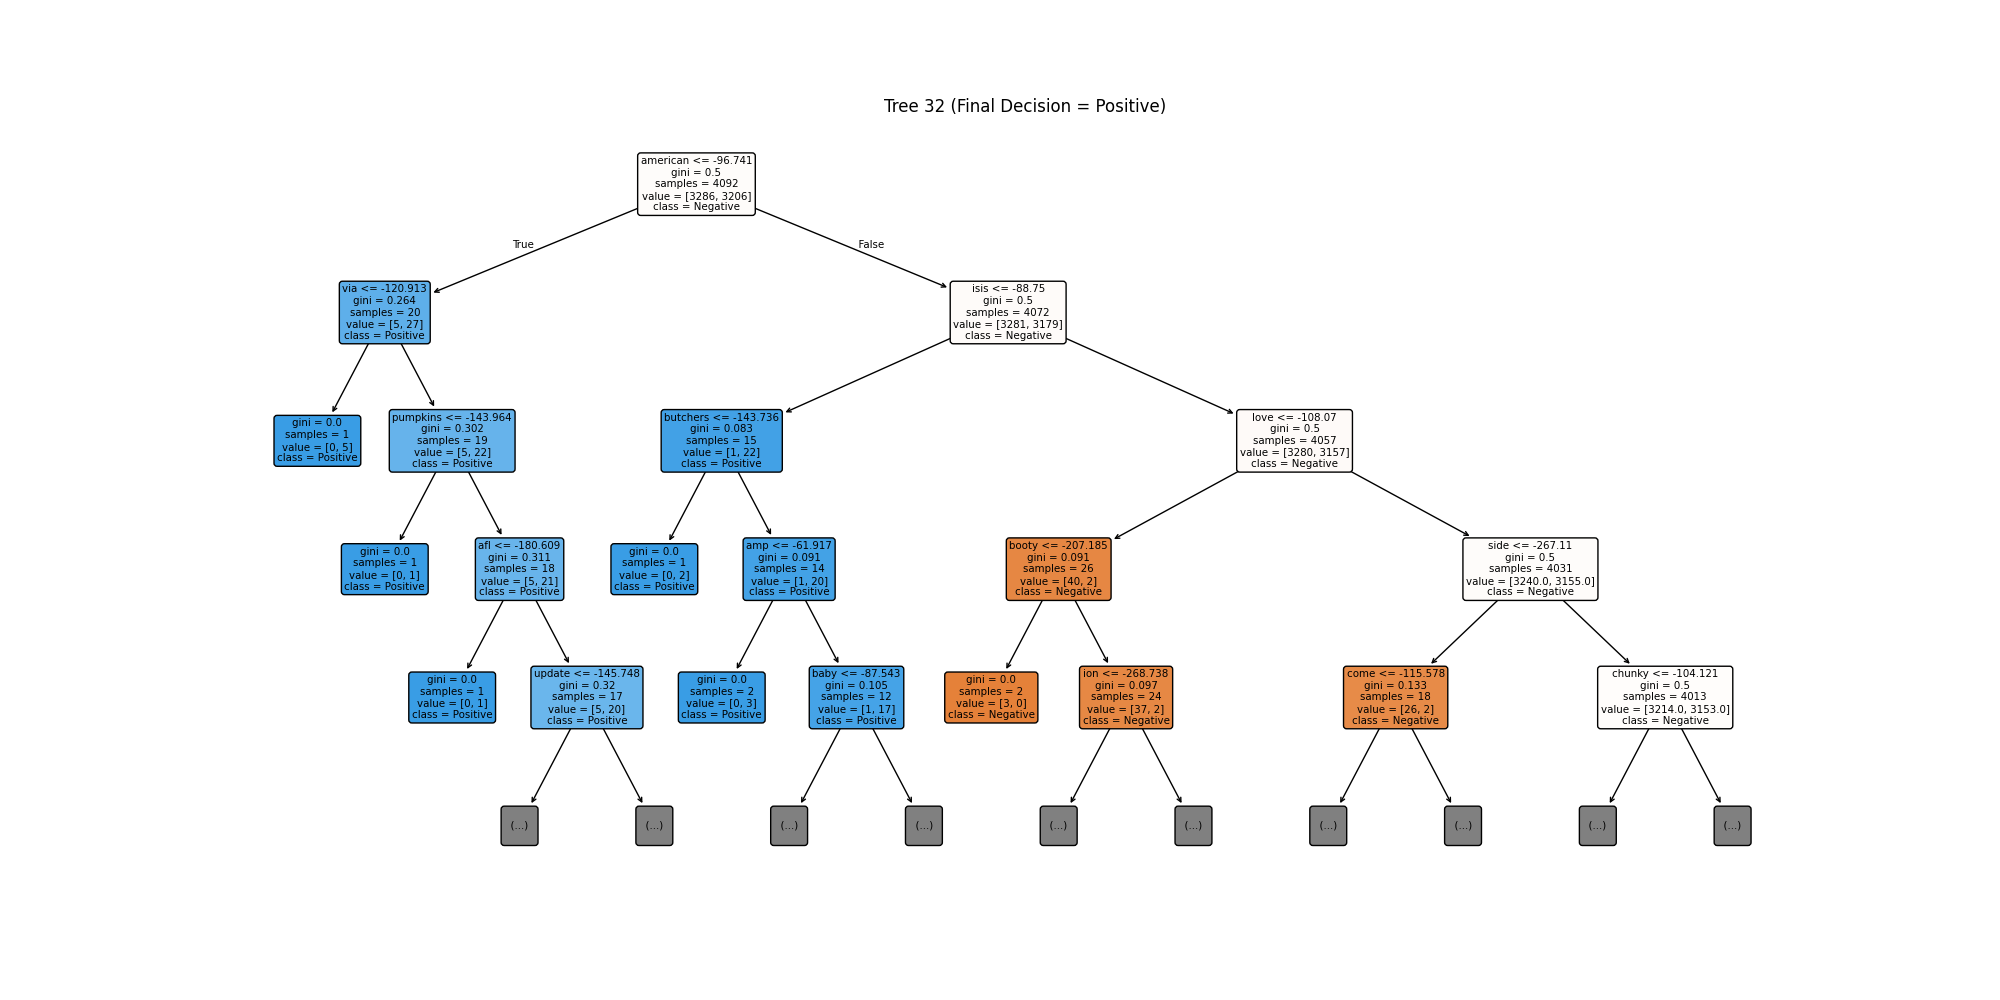 Tree 32 (Final Decision = Positive)
american <= -96.741
gini = 0.5
samples = 4092
value = [3286, 3206]
class = Negative
True
False
via <= -120.913
gini = 0.264
samples = 20
value = [5, 27]
class = Positive
isis <= -88.75
gini = 0.5
samples = 4072
value = [3281, 3179]
class = Negative
gini = 0.0
samples = 1
value = [0, 5]
class = Positive
pumpkins <= -143.964
gini = 0.302
samples = 19
value = [5, 22]
class = Positive
butchers <= -143.736
gini = 0.083
samples = 15
value = [1, 22]
class = Positive
love <= -108.07
gini = 0.5
samples = 4057
value = [3280, 3157]
class = Negative
gini = 0.0
samples = 1
value = [0, 1]
class = Positive
afl <= -180.609
gini = 0.311
samples = 18
value = [5, 21]
class = Positive
gini = 0.0
samples = 1
value = [0, 2]
class = Positive
amp <= -61.917
gini = 0.091
samples = 14
value = [1, 20]
class = Positive
booty <= -207.185
gini = 0.091
samples = 26
value = [40, 2]
class = Negative
side <= -267.11
gini = 0.5
samples = 4031
value = [3240.0, 3155.0]
class = Negative
gini = 0.0
samples = 1
value = [0, 1]
class = Positive
update <= -145.748
gini = 0.32
samples = 17
value = [5, 20]
class = Positive
gini = 0.0
samples = 2
value = [0, 3]
class = Positive
baby <= -87.543
gini = 0.105
samples = 12
value = [1, 17]
class = Positive
gini = 0.0
samples = 2
value = [3, 0]
class = Negative
ion <= -268.738
gini = 0.097
samples = 24
value = [37, 2]
class = Negative
come <= -115.578
gini = 0.133
samples = 18
value = [26, 2]
class = Negative
chunky <= -104.121
gini = 0.5
samples = 4013
value = [3214.0, 3153.0]
class = Negative
(...)
(...)
(...)
(...)
(...)
(...)
(...)
(...)
(...)
(...)